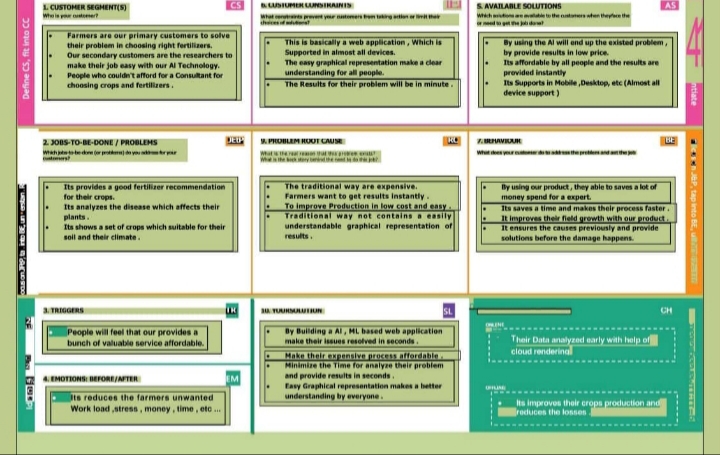 1. CUSTOMER SEGMENT(S)
CS
Who is your customer?
Farmers are our primary customers to solve
their problem in choosing right fertilizers.
Our secondary customers are the researchers to
make their job easy with our AI Technology.
People who couldn't afford for a Consultant for
choosing crops and fertilizers .
Define CS, fit into CC
6. CUSTOMER CONSTRAINTS
What constraints prevent your customers from taking action or limit their
choices of solutions?
This is basically a web application , Which is
Supported in almost all devices.
The easy graphical representation make a clear
understanding for all people.
The Results for their problem will be in minute .
5. AVAILABLE SOLUTIONS
AS
Which solutions are available to the customers when they face the
or need to get the job done?
By using the AI will end up the existed problem ,
by provide results in low price.
Its affordable by all people and the results are
provided instantly
Its Supports in Mobile ,Desktop, etc (Almost all
device support )
2. JOBS-TO-BE-DONE / PROBLEMS
J&P
Which jobs-to-be-done (or problems) do you address for your
customers?
Its provides a good fertilizer recommendation
for their crops.
Its analyzes the disease which affects their
plants .
Its shows a set of crops which suitable for their
soil and their climate .
9. PROBLEM ROOT CAUSE
RC
What is the real reason that this problem exists?
What is the back story behind the need to do this job?
The traditional way are expensive.
Farmers want to get results Instantly .
To improve Production in low cost and easy .
Traditional way not contains a easily
understandable graphical representation of
results .
7. BEHAVIOUR
BE
What does your customer do to address the problem and get the job
By using our product , they able to saves a lot of
money spend for a expert.
Its saves a time and makes their process faster .
It improves their field growth with our product .
It ensures the causes previously and provide
solutions before the damage happens.
3. TRIGGERS
TR
People will feel that our provides a
bunch of valuable service affordable.
4. EMOTIONS: BEFORE/AFTER
EM
Its reduces the farmers unwanted
Work load ,stress , money , time , etc ...
10. YOUR SOLUTION
SL
By Building a AI , ML based web application
make their issues resolved in seconds .
Make their expensive process affordable .
Minimize the Time for analyze their problem
and provide results in seconds .
Easy Graphical representation makes a better
understanding by everyone .
CH
ONLINE
Their Data analyzed early with help of
cloud rendering
OFFLINE
Its improves their crops production and
reduces the losses .